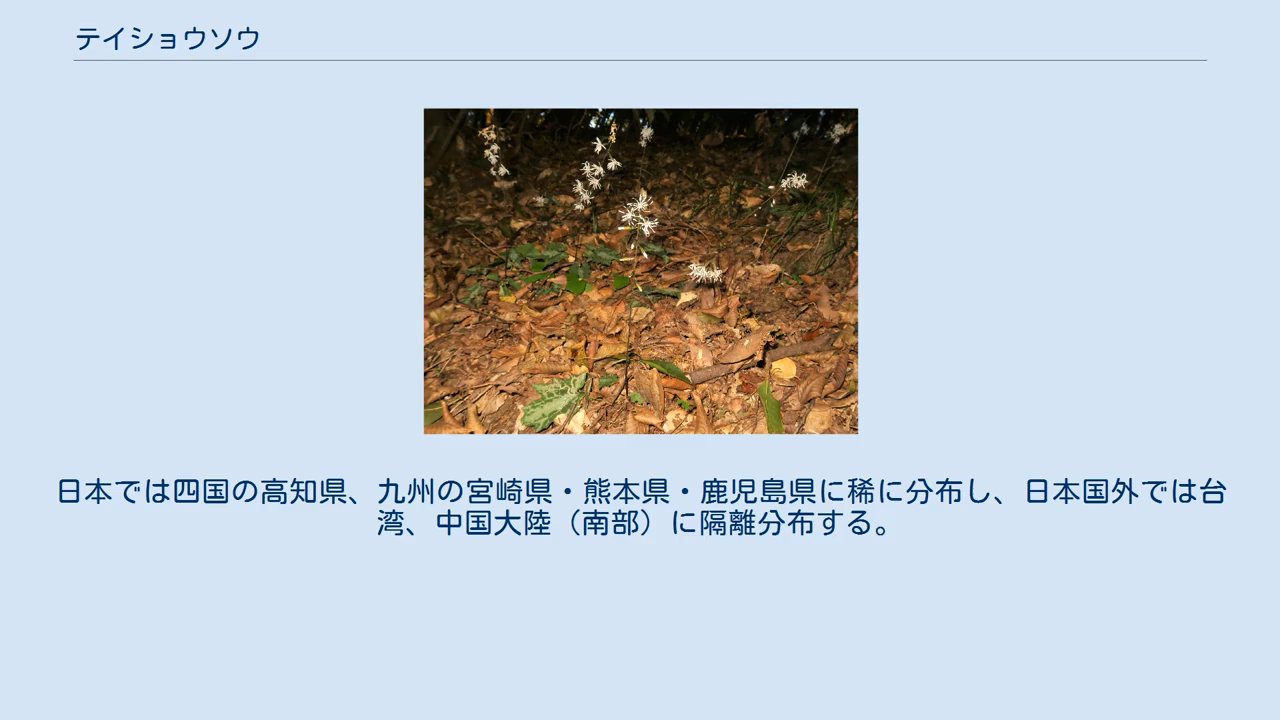 テイショウソウ
日本では四国の高知県、九州の宮崎県・熊本県・鹿児島県に稀に分布し、日本国外では台
湾、中国大陸（南部）に隔離分布する。